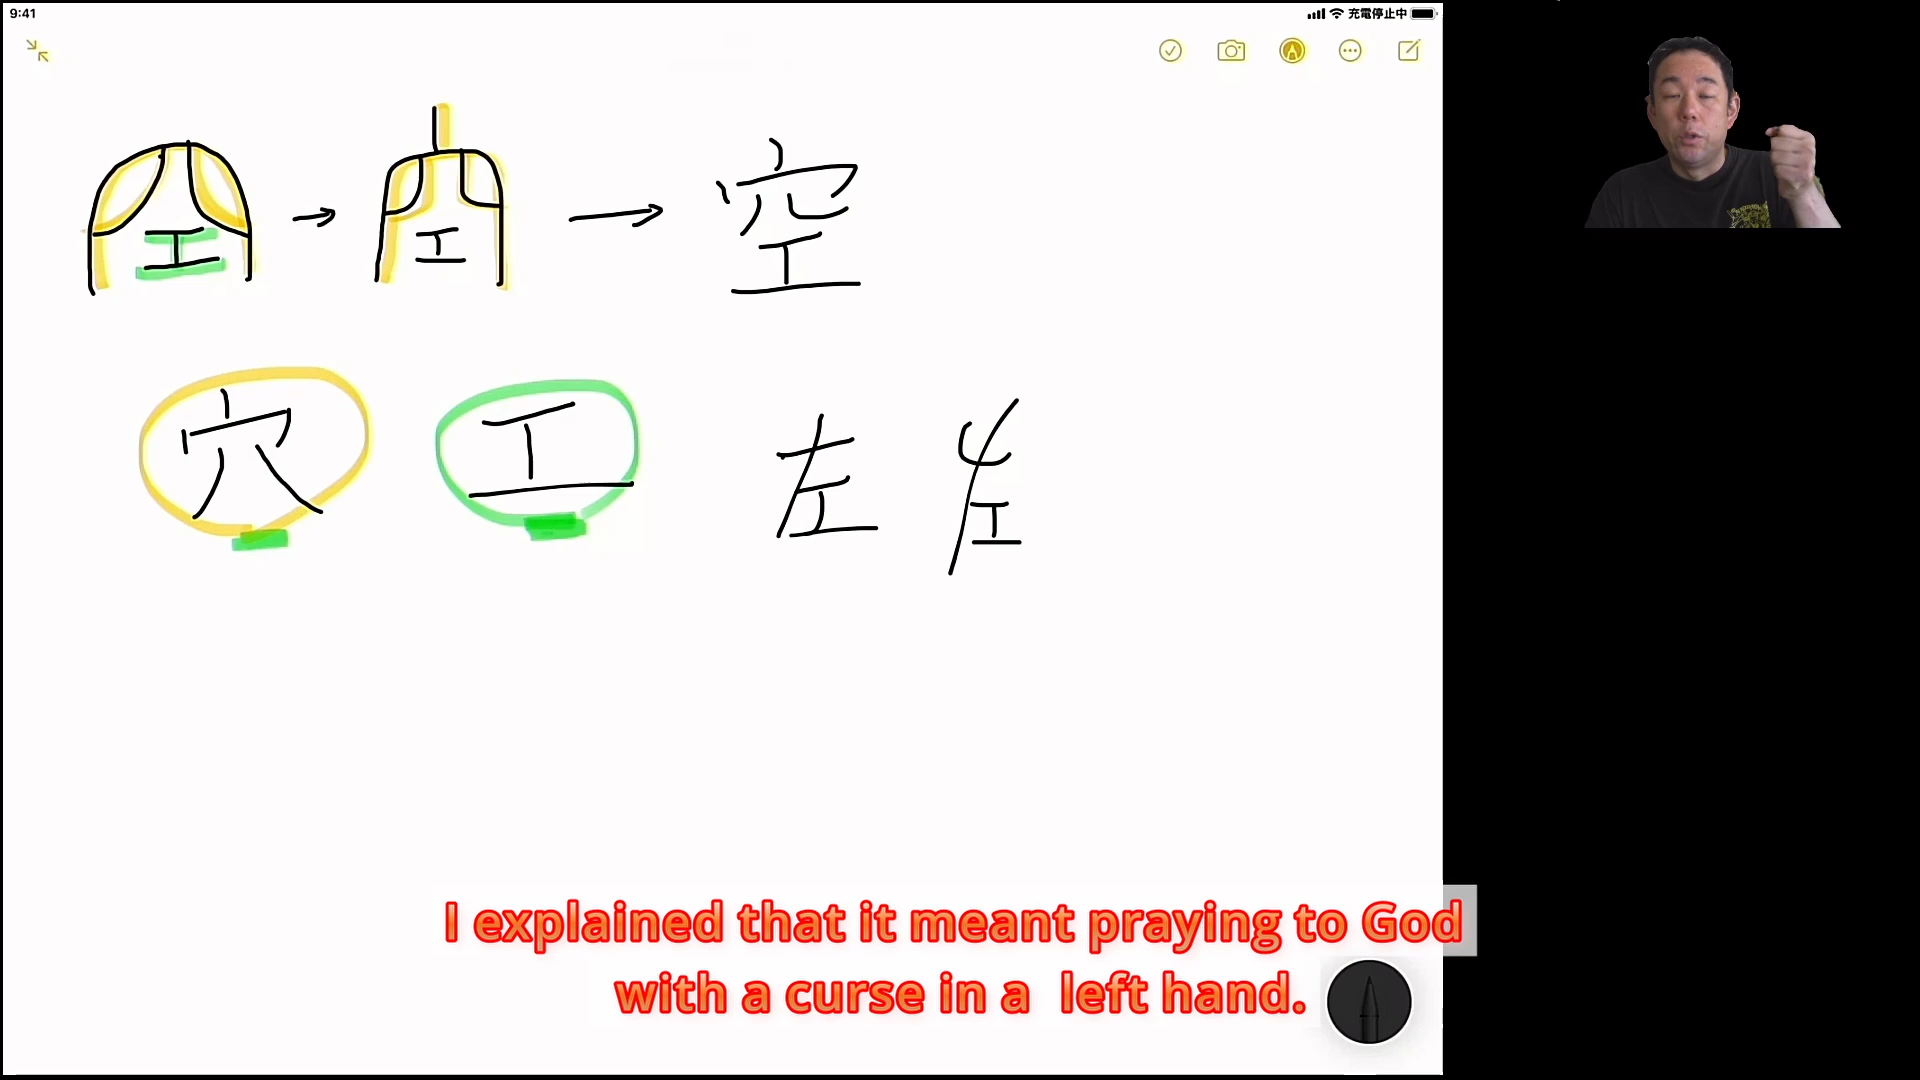 9:41
充電停止中
空
穴 工 左
I explained that it meant praying to God
with a curse in a left hand.